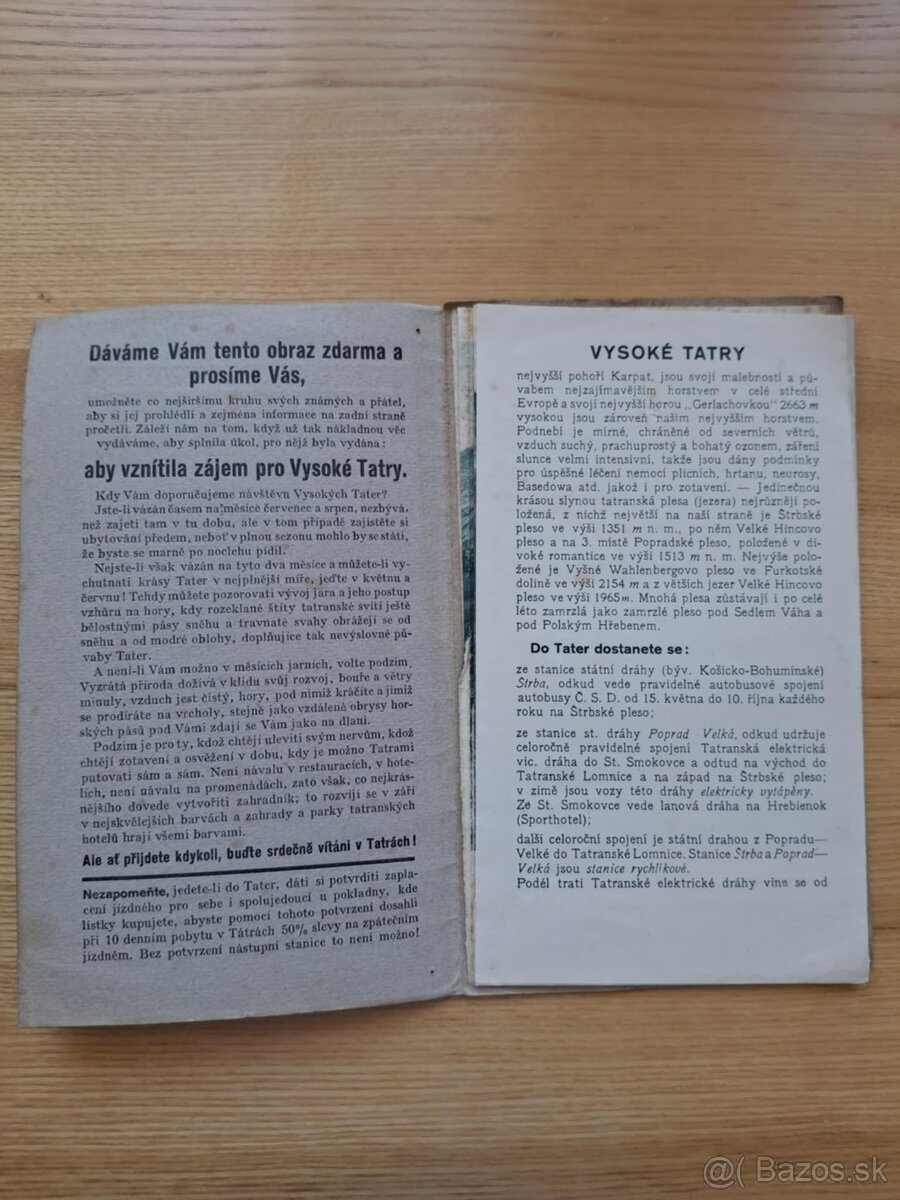 Dáváme Vám tento obraz zdarma a
prosíme Vás,
umožněte co nejširšímu kruhu svých známých a přátel,
aby si jej prohlédli a zejména informace na zadní straně
pročetli. Záleží nám na tom, když už tak nákladnou věc
vydáváme, aby splnila úkol, pro nějž byla vydána:
aby vznítila zájem pro Vysoké Tatry.
Kdy Vám doporučujeme návštěvu Vysokých Tater?
Jste-li vázán časem na měsíce červenec a srpen, nezbývá,
než zajeti tam v tu dobu, ale v tom případě zajistěte si
ubytování předem, neboť v plnou sezonu mohlo by se státi,
že byste se marně po noclehu pídil.
Nejste-li však vázán na tyto dva měsíce a můžete-li vy-
chutnati krásy Tater v nejplnější míře, jeďte v květnu a
červnu! Tehdy můžete pozorovati vývoj jara a jeho postup
vzhůru na hory, kdy rozeklané štíty tatranské svítí ještě
bělostnými pásy sněhu a travnaté svahy obrážejí se od
sněhu a od modré oblohy, doplňujíce tak nevýslovné pů-
vaby Tater.
A není-li Vám možno v měsících jarních, volte podzim.
Vyzrátá příroda dožívá v klidu svůj rozvoj, bouře a větry
minuly, vzduch jest čistý, hory, pod nimiž kráčíte a jimiž
se prodíráte na vrcholy, stejně jako vzdálené obrysy hor-
ských pásů pod Vámi zdají se Vám jako na dlani.
Podzim je pro ty, kdož chtějí uleviti svým nervům, kdož
chtějí zotavení a osvěžení v dobu, kdy je možno Tatrami
putovati sám a sám. Není návalu v restauracích, v hote-
lích, není návalu na promenádách, zato však, co nejkrás-
nějšího dovede vytvořiti zahradník; to rozvíjí se v září
v nejskvělejších barvách a zahrady a parky tatranských
hotelů hrají všemi barvami.
Ale ať přijdete kdykoli, buďte srdečně vítáni v Tatrách!
Nezapomeňte, jedete-li do Tater, dáti si potvrditi zapla-
cení jízdného pro sebe i spolujedoucí u pokladny, kde
lístky kupujete, abyste pomocí tohoto potvrzení dosáhli
při 10 denním pobytu v Tátrách 50% slevy na zpátečním
jízdném. Bez potvrzení nástupní stanice to není možno!
VYSOKÉ TATRY
nejvyšší pohoří Karpat, jsou svojí malebností a pů-
vabem nejzajímavějším horstvem v celé střední
Evropě a svojí nejvyšší horou „Gerlachovkou" 2663 m
vysokou jsou zároveň naším nejvyšším horstvem.
Podnebí je mírné, chráněné od severních větrů,
vzduch suchý, prachuprostý a bohatý ozonem, záření
slunce velmi intensivní, takže jsou dány podmínky
pro úspěšné léčení nemocí plicních, hrtanu, neurosy,
Basedowa atd. jakož i pro zotavení. — Jedinečnou
krásou slynou tatranská plesa (jezera) nejrůzněji po-
ložená, z nichž největší na naší straně je Štrbské
pleso ve výši 1351 m n. m., po něm Velké Hincovo
pleso a na 3. místě Popradské pleso, položené v di-
voké romantice ve výši 1513 m n. m. Nejvýše polo-
žené je Vyšné Wahlenbergovo pleso ve Furkotské
dolině ve výši 2154 m a z větších jezer Velké Hincovo
pleso ve výši 1965 m. Mnohá plesa zůstávají i po celé
léto zamrzlá jako zamrzlé pleso pod Sedlem Váha a
pod Polským Hřebenem.
Do Tater dostanete se:
ze stanice státní dráhy (býv. Košicko-Bohumínské)
Štrba, odkud vede pravidelné autobusové spojení
autobusy Č. S. D. od 15. května do 10. října každého
roku na Štrbské pleso;
ze stanice st. dráhy Poprad Velká, odkud udržuje
celoročně pravidelné spojení Tatranská elektrická
vic. dráha do St. Smokovce a odtud na východ do
Tatranské Lomnice a na západ na Štrbské pleso;
v zimě jsou vozy této dráhy elektricky vytápěny.
Ze St. Smokovce vede lanová dráha na Hrebienok
(Sporthotel);
další celoroční spojení je státní drahou z Popradu—
Velké do Tatranské Lomnice. Stanice Štrba a Poprad—
Velká jsou stanice rychlíkové.
Podél trati Tatranské elektrické dráhy vine se od
@( Bazos.sk